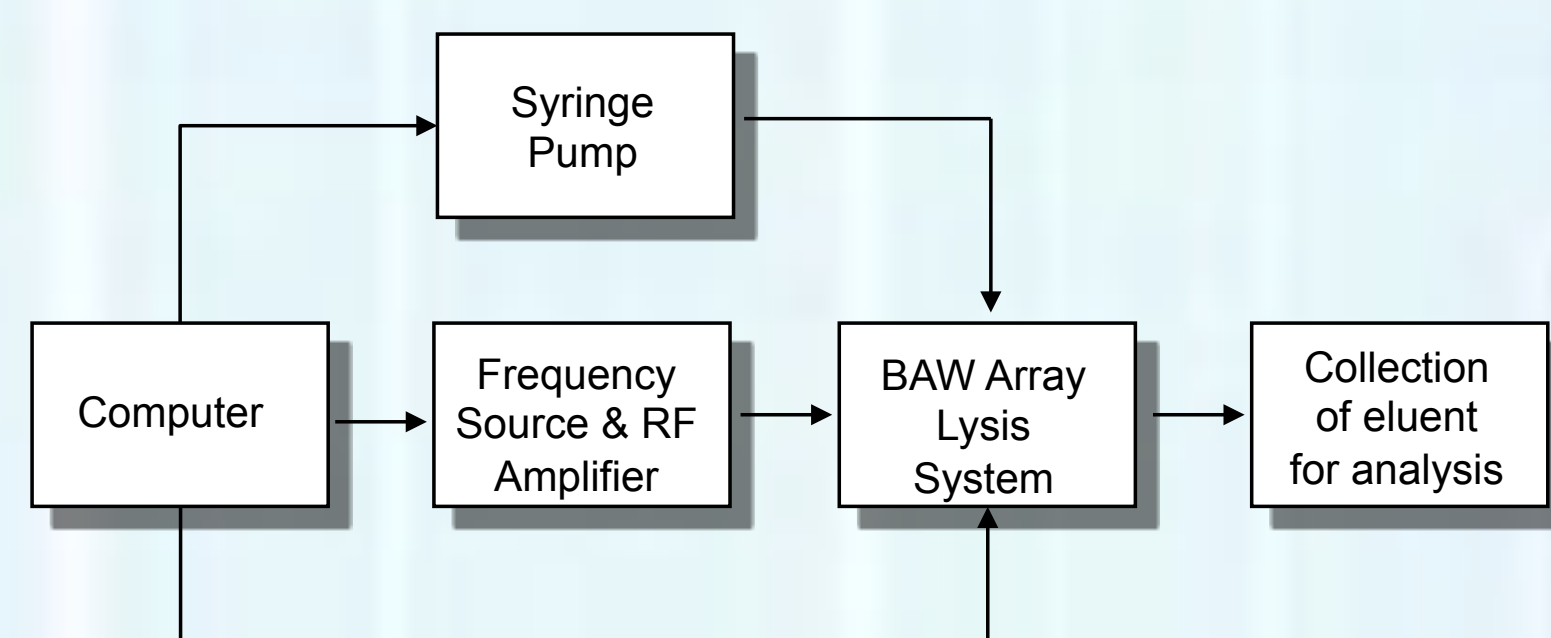 Syringe
Pump
Computer
Frequency
Source & RF
Amplifier
BAW Array
Lysis
System
Collection
of eluent
for analysis